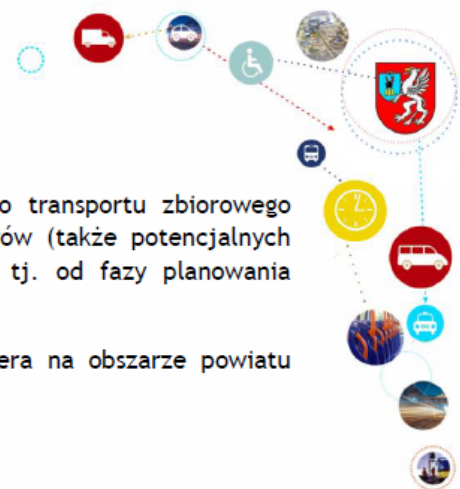 o transportu zbiorowego
ów (także potencjalnych
tj. od fazy planowania
era na obszarze powiatu